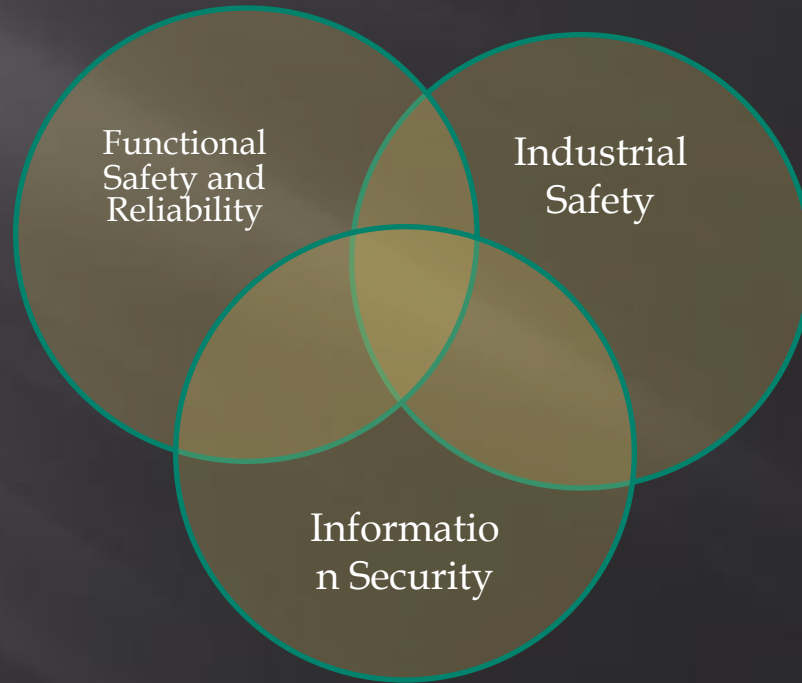 Functional
Safety and
Reliability
Industrial
Safety
Informatio
n Security